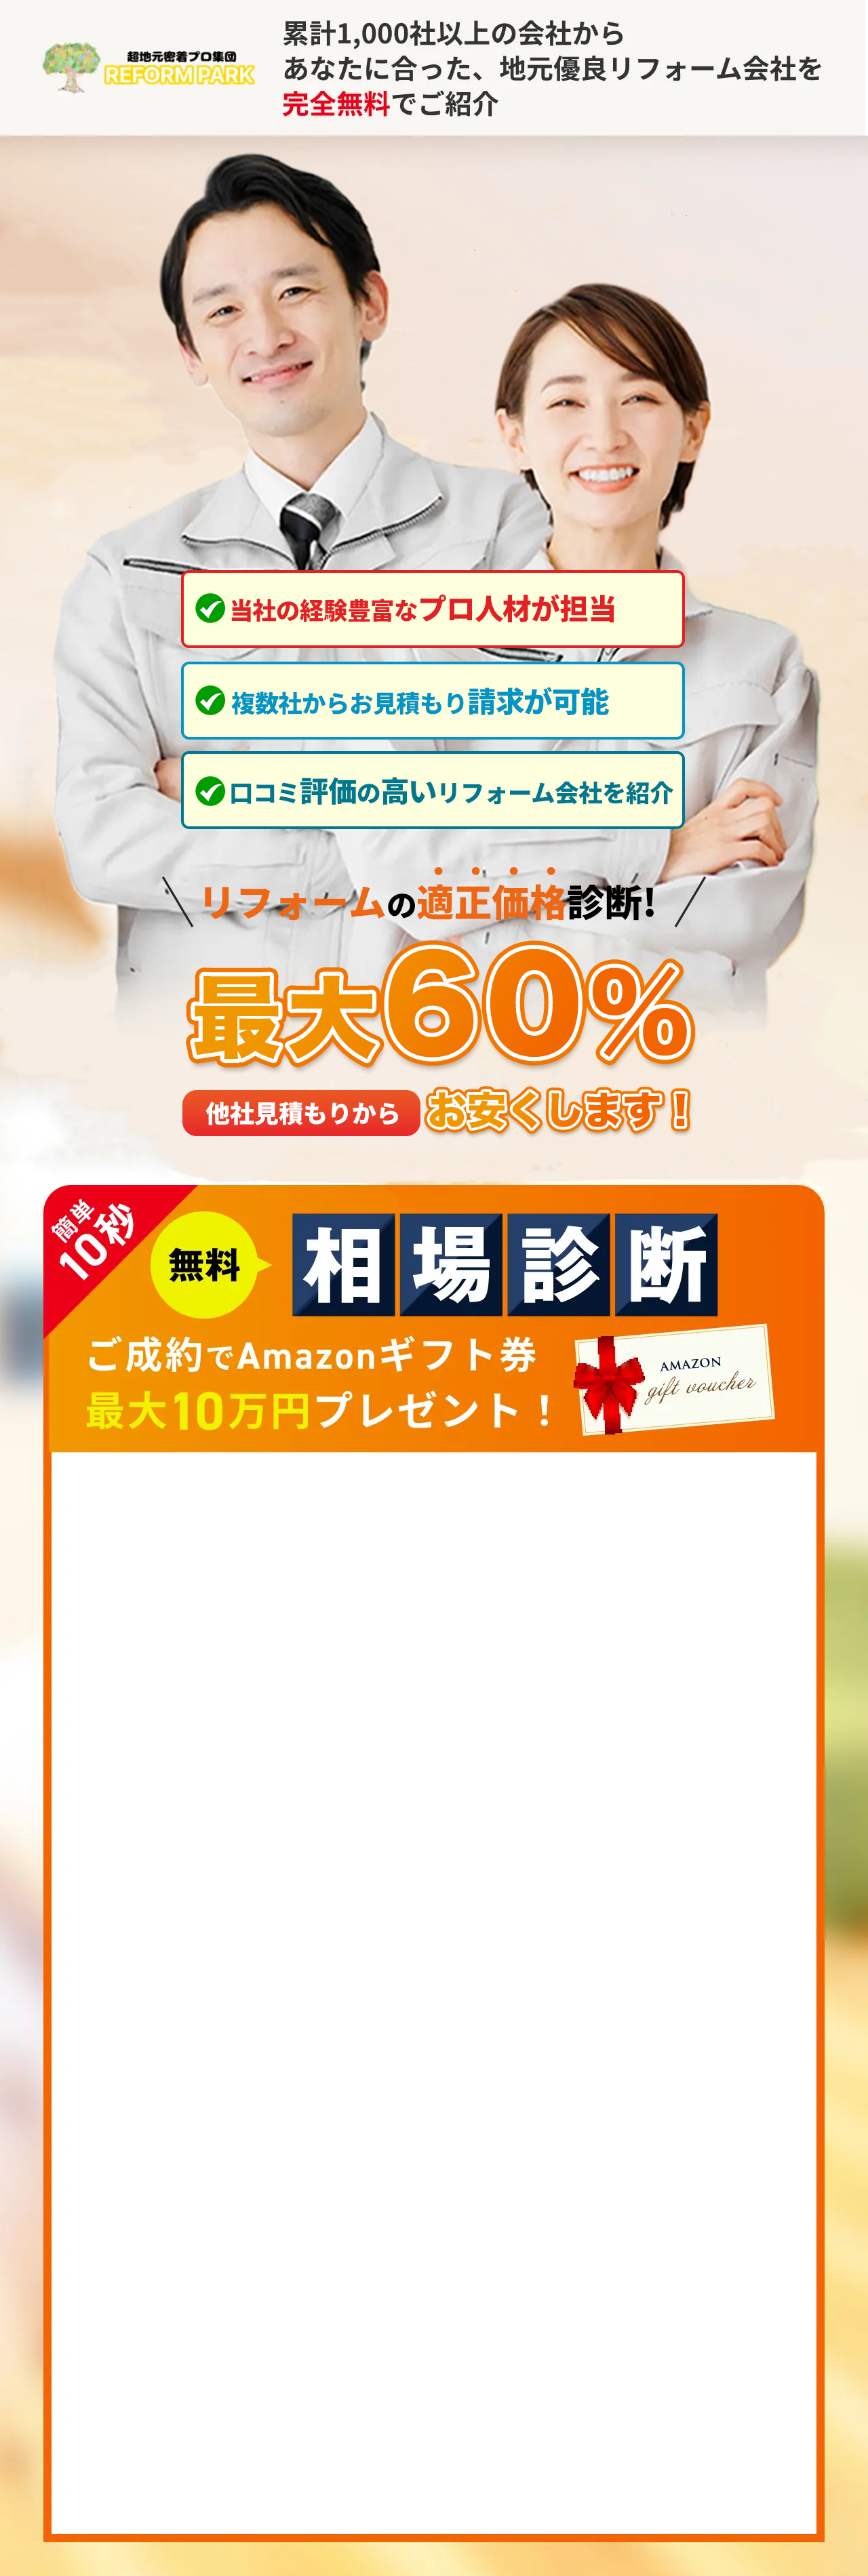 超地元密着プロ集団
REFORM PARK
累計1,000社以上の会社から
あなたに合った、地元優良リフォーム会社を
完全無料でご紹介
当社の経験豊富なプロ人材が担当
複数社からお見積もり請求が可能
口コミ評価の高いリフォーム会社を紹介
リフォームの適正価格診断!
最大60%
他社見積もりから お安くします！
簡単
10秒
無料
相場診断
ご成約でAmazonギフト券
最大10万円プレゼント！
AMAZON
gift voucher